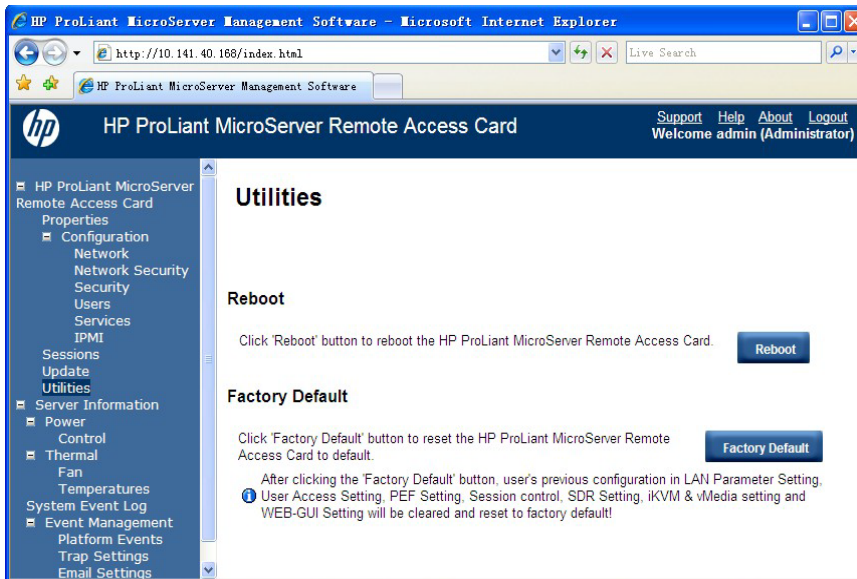 HP ProLiant MicroServer Management Software - Microsoft Internet Explorer
http://10.141.40.168/index.html
Live Search
HP ProLiant MicroServer Management Software
hp
HP ProLiant MicroServer Remote Access Card
Support Help About Logout
Welcome admin (Administrator)
HP ProLiant MicroServer
Remote Access Card
Properties
Configuration
Network
Network Security
Security
Users
Services
IPMI
Sessions
Update
Utilities
Server Information
Power
Control
Thermal
Fan
Temperatures
System Event Log
Event Management
Platform Events
Trap Settings
Email Settings
Utilities
Reboot
Click 'Reboot' button to reboot the HP ProLiant MicroServer Remote Access Card.
Reboot
Factory Default
Click 'Factory Default' button to reset the HP ProLiant MicroServer Remote
Access Card to default.
Factory Default
After clicking the 'Factory Default' button, user's previous configuration in LAN Parameter Setting,
User Access Setting, PEF Setting, Session control, SDR Setting, iKVM & vMedia setting and
WEB-GUI Setting will be cleared and reset to factory default!